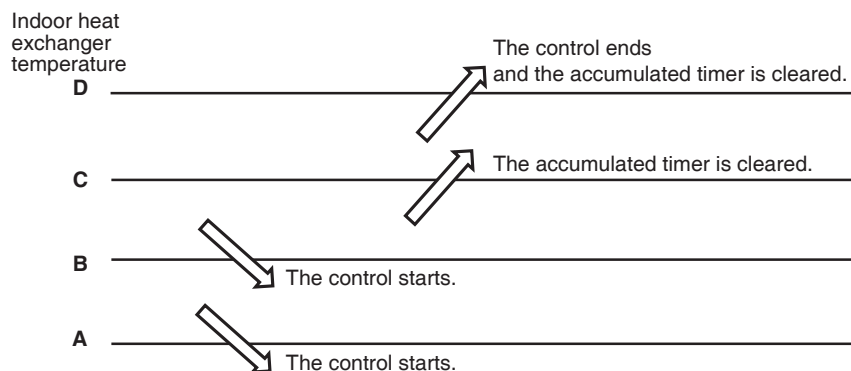 Indoor heat
exchanger
temperature
The control ends
and the accumulated timer is cleared.
D
The accumulated timer is cleared.
C
B
The control starts.
A
The control starts.